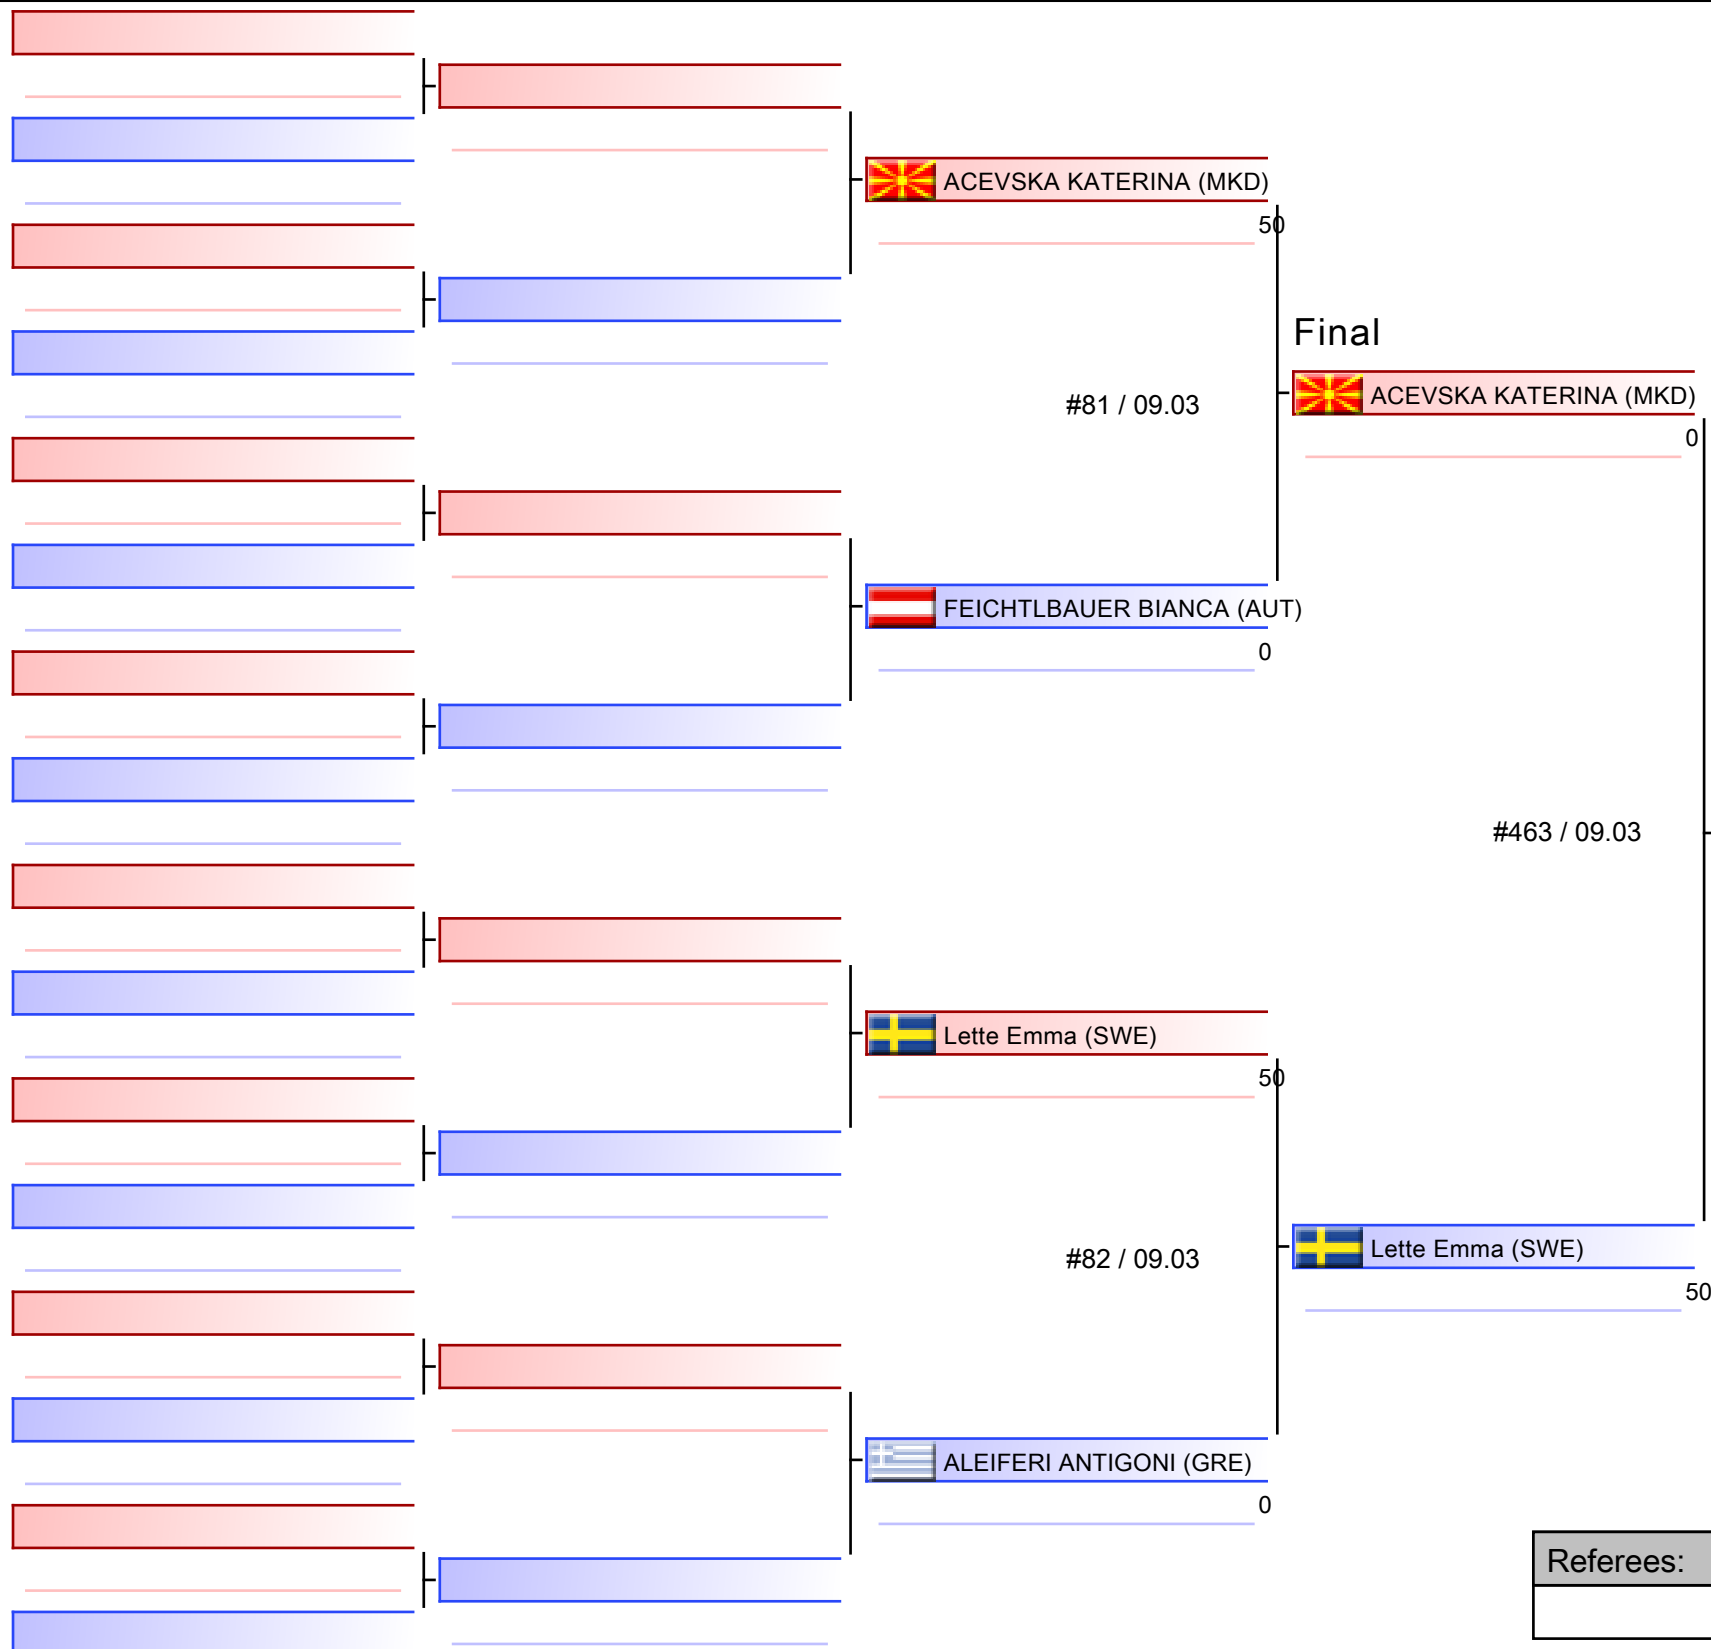 ACEVSKA KATERINA (MKD)
50
Final
#81 / 09.03
ACEVSKA KATERINA (MKD)
0
FEICHTLBAUER BIANCA (AUT)
0
#463 / 09.03
Lette Emma (SWE)
50
#82 / 09.03
Lette Emma (SWE)
50
ALEIFERI ANTIGONI (GRE)
0
Referees: